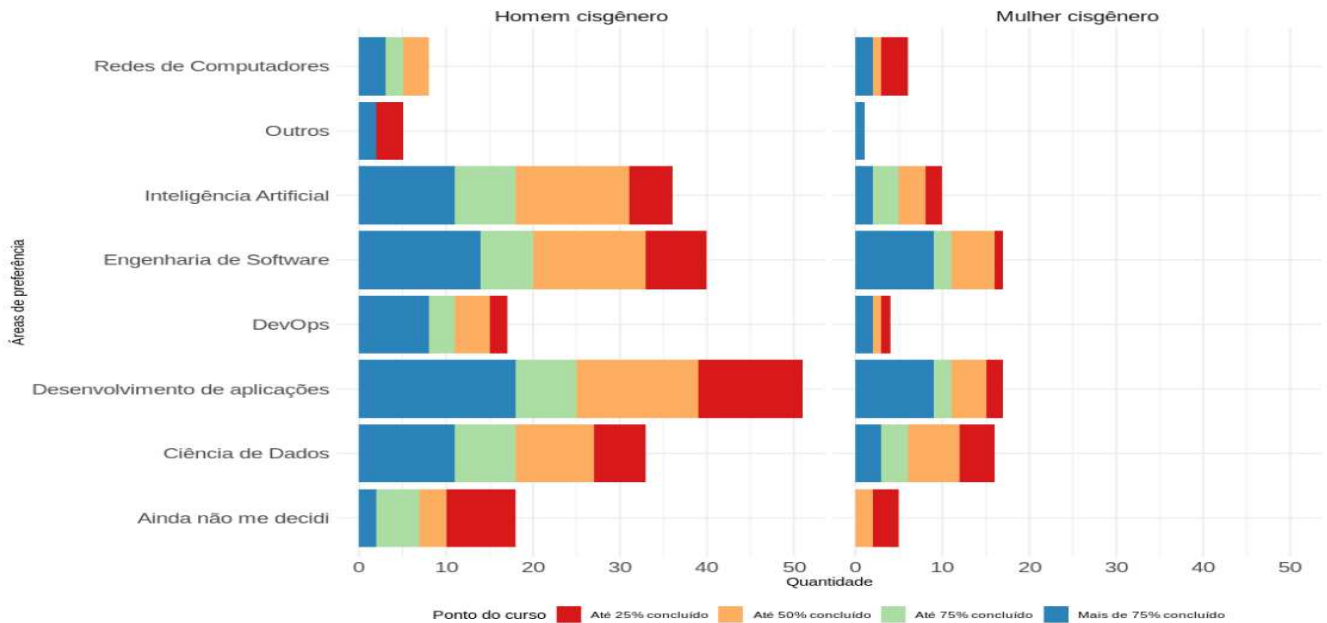 Homem cisgênero
Mulher cisgênero
Redes de Computadores
Outros
Inteligência Artificial
Engenharia de Software
DevOps
Desenvolvimento de aplicações
Ciência de Dados
Ainda não me decidi
Áreas de preferência
0 10 20 30 40 50
0 10 20 30 40 50
Quantidade
Ponto do curso Até 25% concluído Até 50% concluído Até 75% concluído Mais de 75% concluído